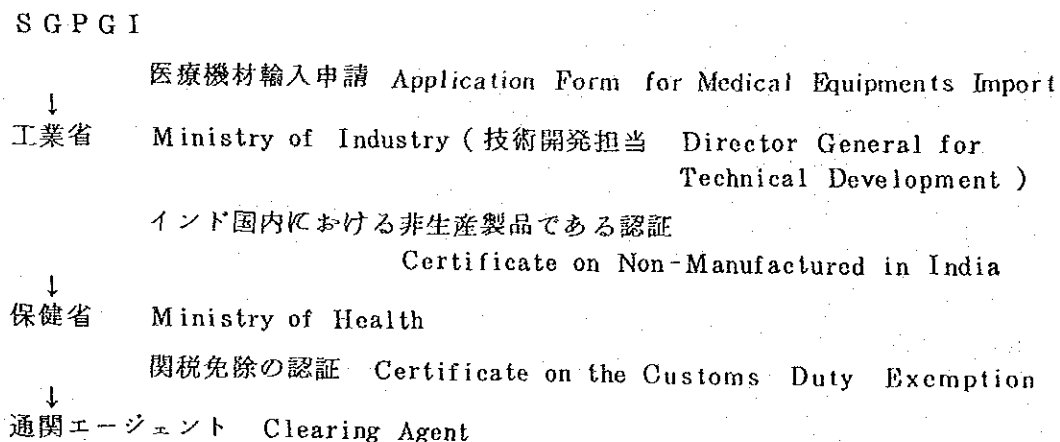 SGPGI
医療機材輸入申請 Application Form for Medical Equipments Import
↓
工業省 Ministry of Industry (技術開発担当 Director General for
Technical Development)
インド国内における非生産製品である認証
Certificate on Non-Manufactured in India
↓
保健省 Ministry of Health
関税免除の認証 Certificate on the Customs Duty Exemption
↓
通関エージェント Clearing Agent